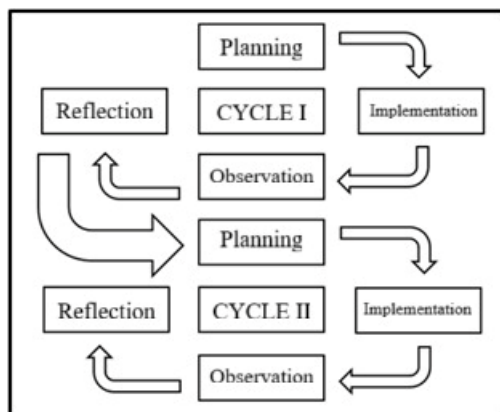 Planning
Reflection
CYCLE I
Implementation
Observation
Planning
Reflection
CYCLE II
Implementation
Observation